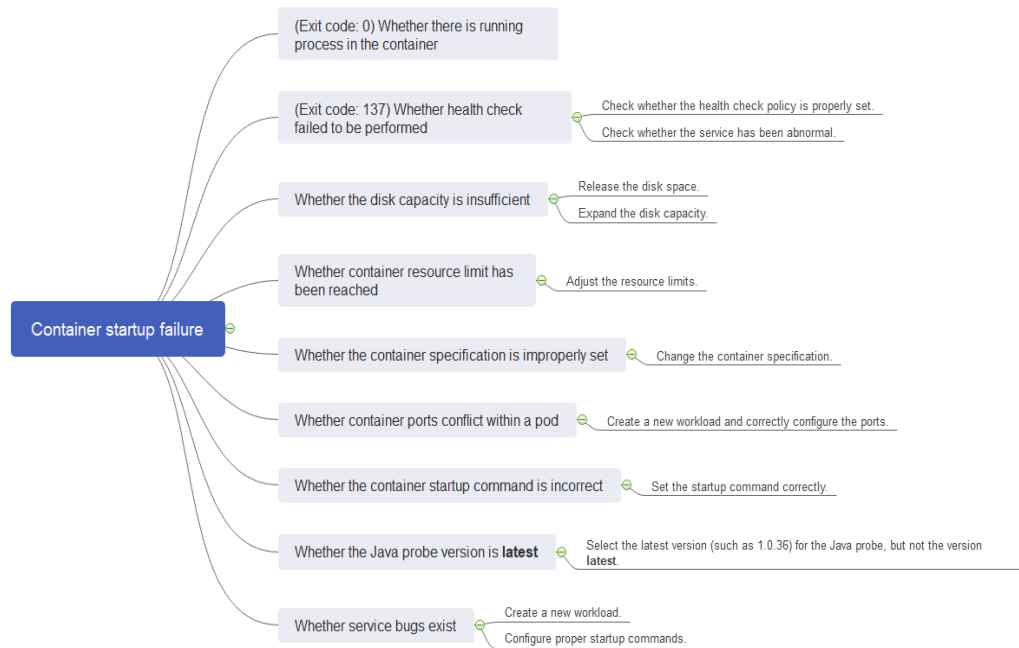 (Exit code: 0) Whether there is running
process in the container
(Exit code: 137) Whether health check
failed to be performed
Check whether the health check policy is properly set.
Check whether the service has been abnormal.
Whether the disk capacity is insufficient
Release the disk space.
Expand the disk capacity.
Whether container resource limit has
been reached
Adjust the resource limits.
Container startup failure
Whether the container specification is improperly set
Change the container specification.
Whether container ports conflict within a pod
Create a new workload and correctly configure the ports.
Whether the container startup command is incorrect
Set the startup command correctly.
Whether the Java probe version is latest
Select the latest version (such as 1.0.36) for the Java probe, but not the version
latest.
Whether service bugs exist
Create a new workload.
Configure proper startup commands.